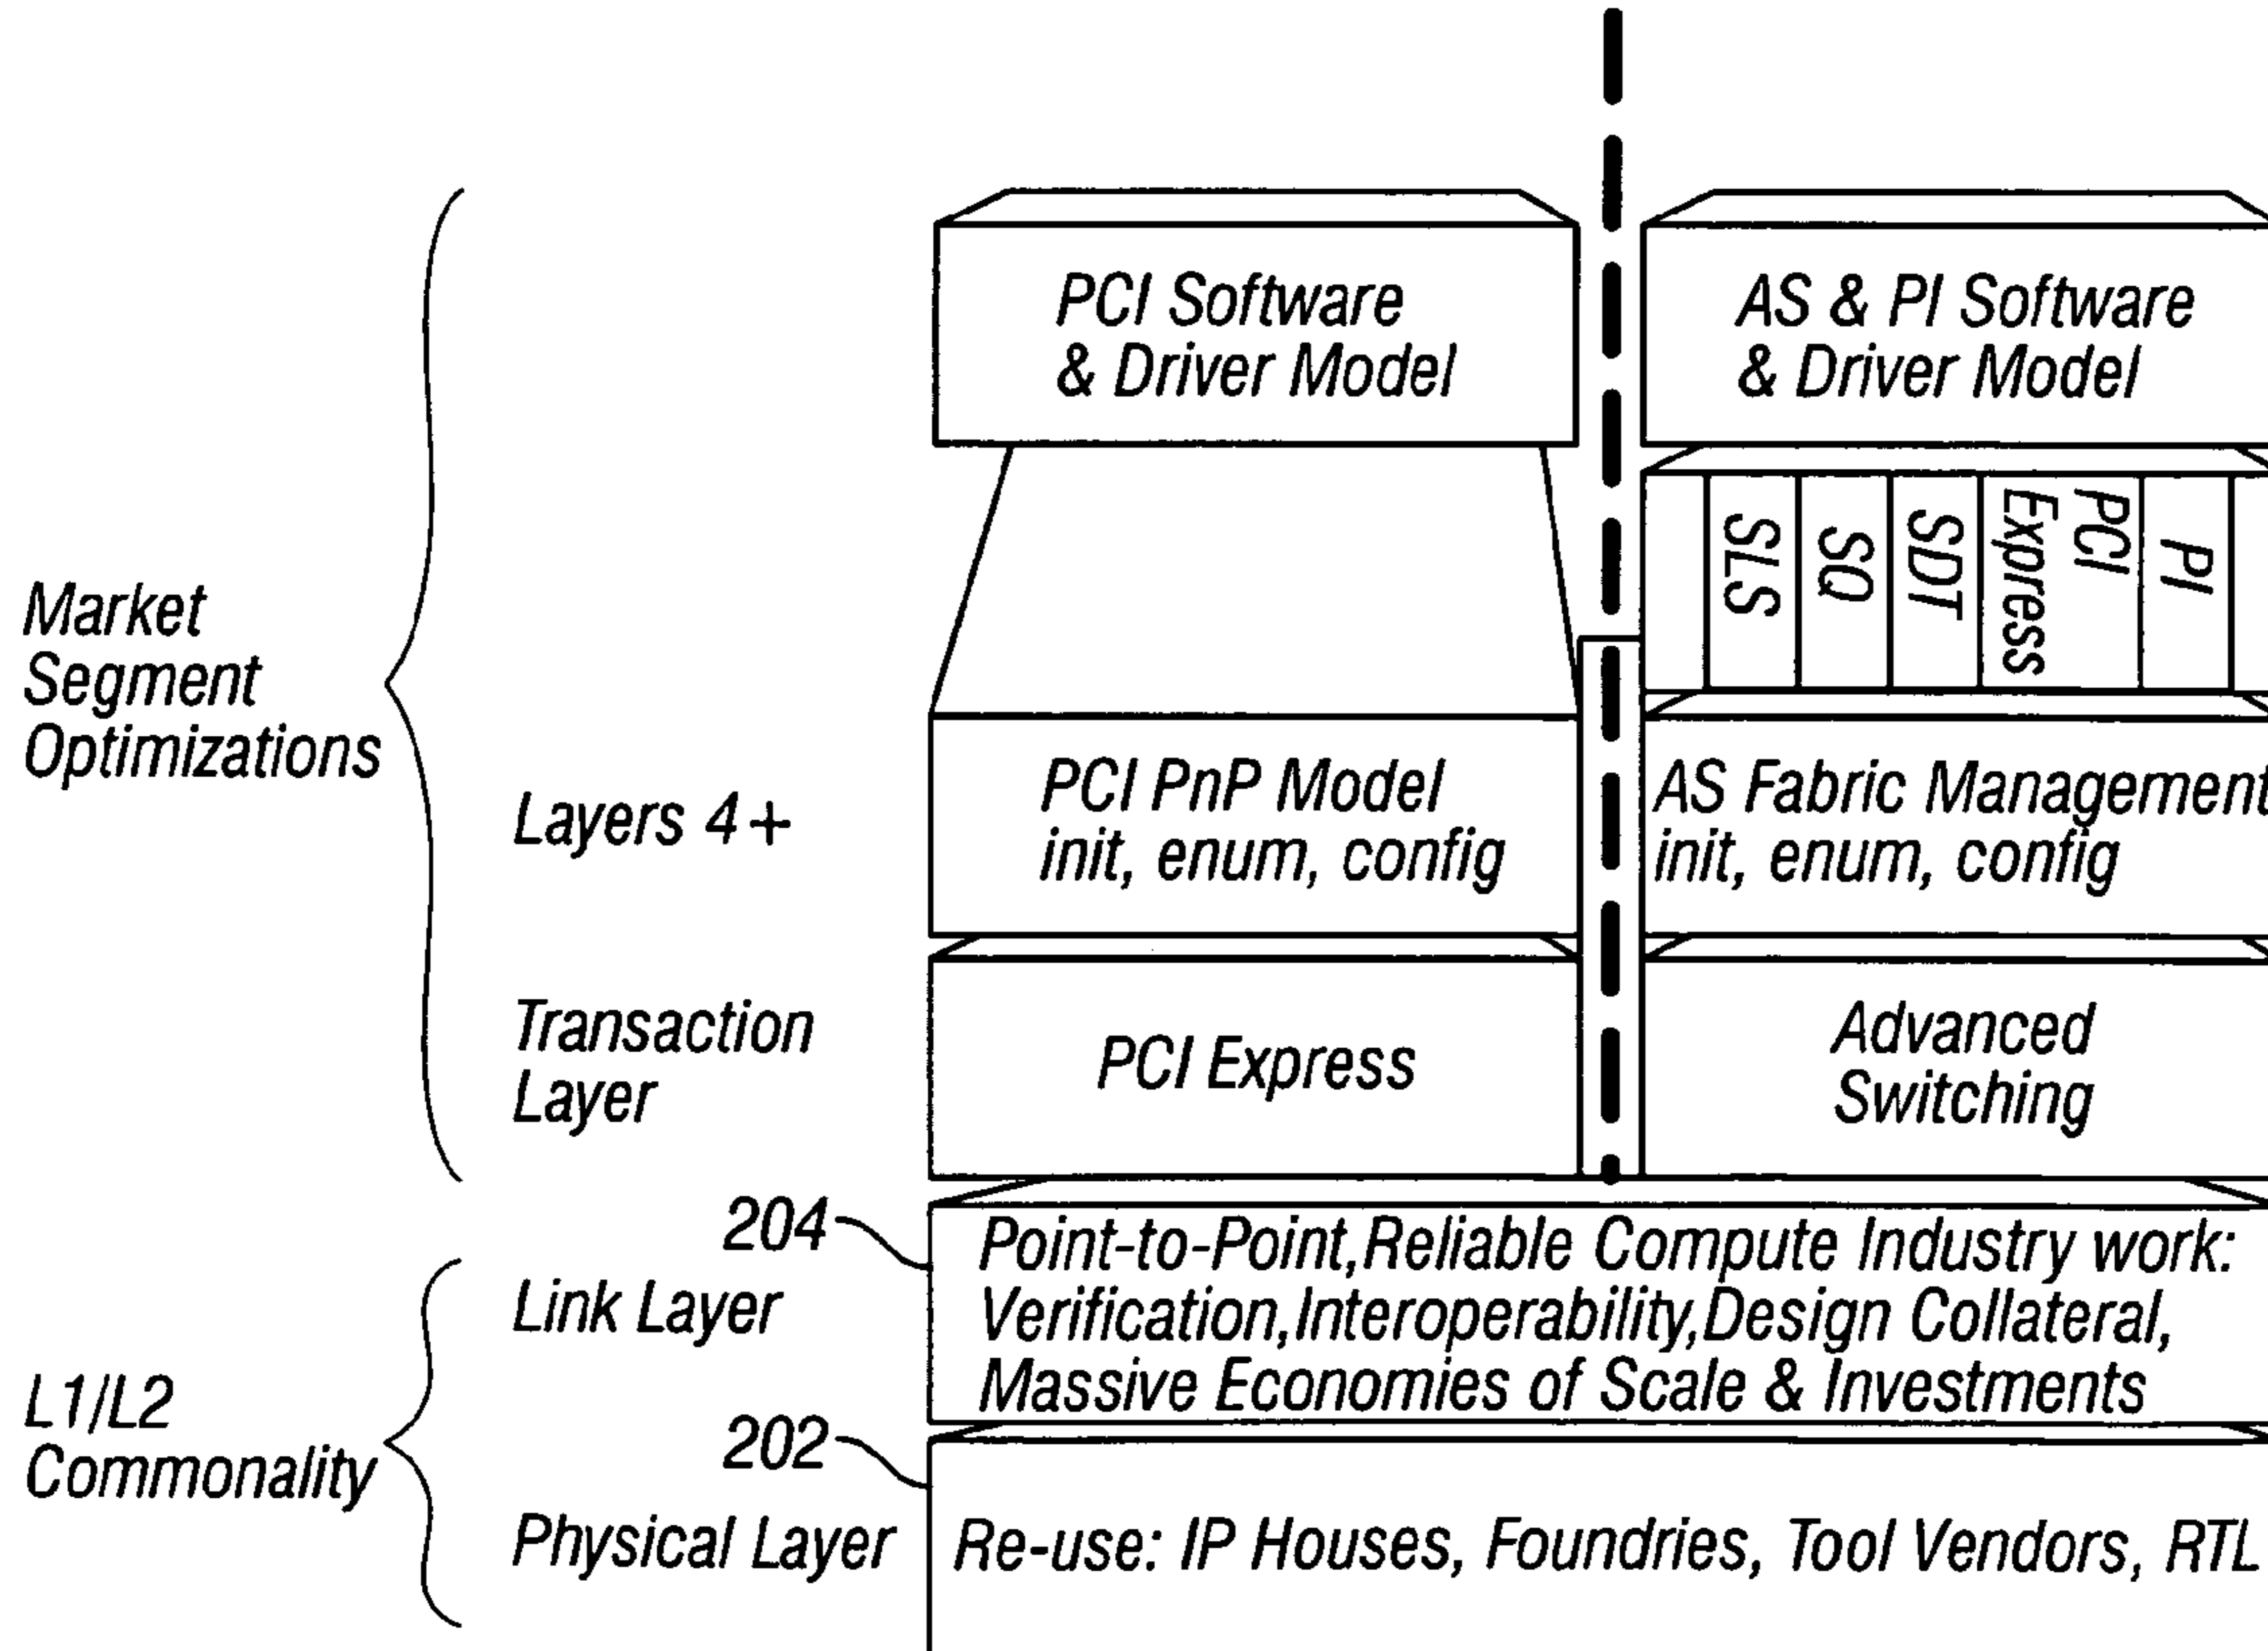 PCI Software
& Driver Model
AS & PI Software
& Driver Model
SLS
SQ
SDT
PCI
Express
PI
Market
Segment
Optimizations
Layers 4+
PCI PnP Model
init, enum, config
AS Fabric Management
init, enum, config
Transaction
Layer
PCI Express
Advanced
Switching
204
Link Layer
Point-to-Point,Reliable Compute Industry work:
Verification,Interoperability,Design Collateral,
Massive Economies of Scale & Investments
L1/L2
Commonality
202
Physical Layer
Re-use: IP Houses, Foundries, Tool Vendors, RTL